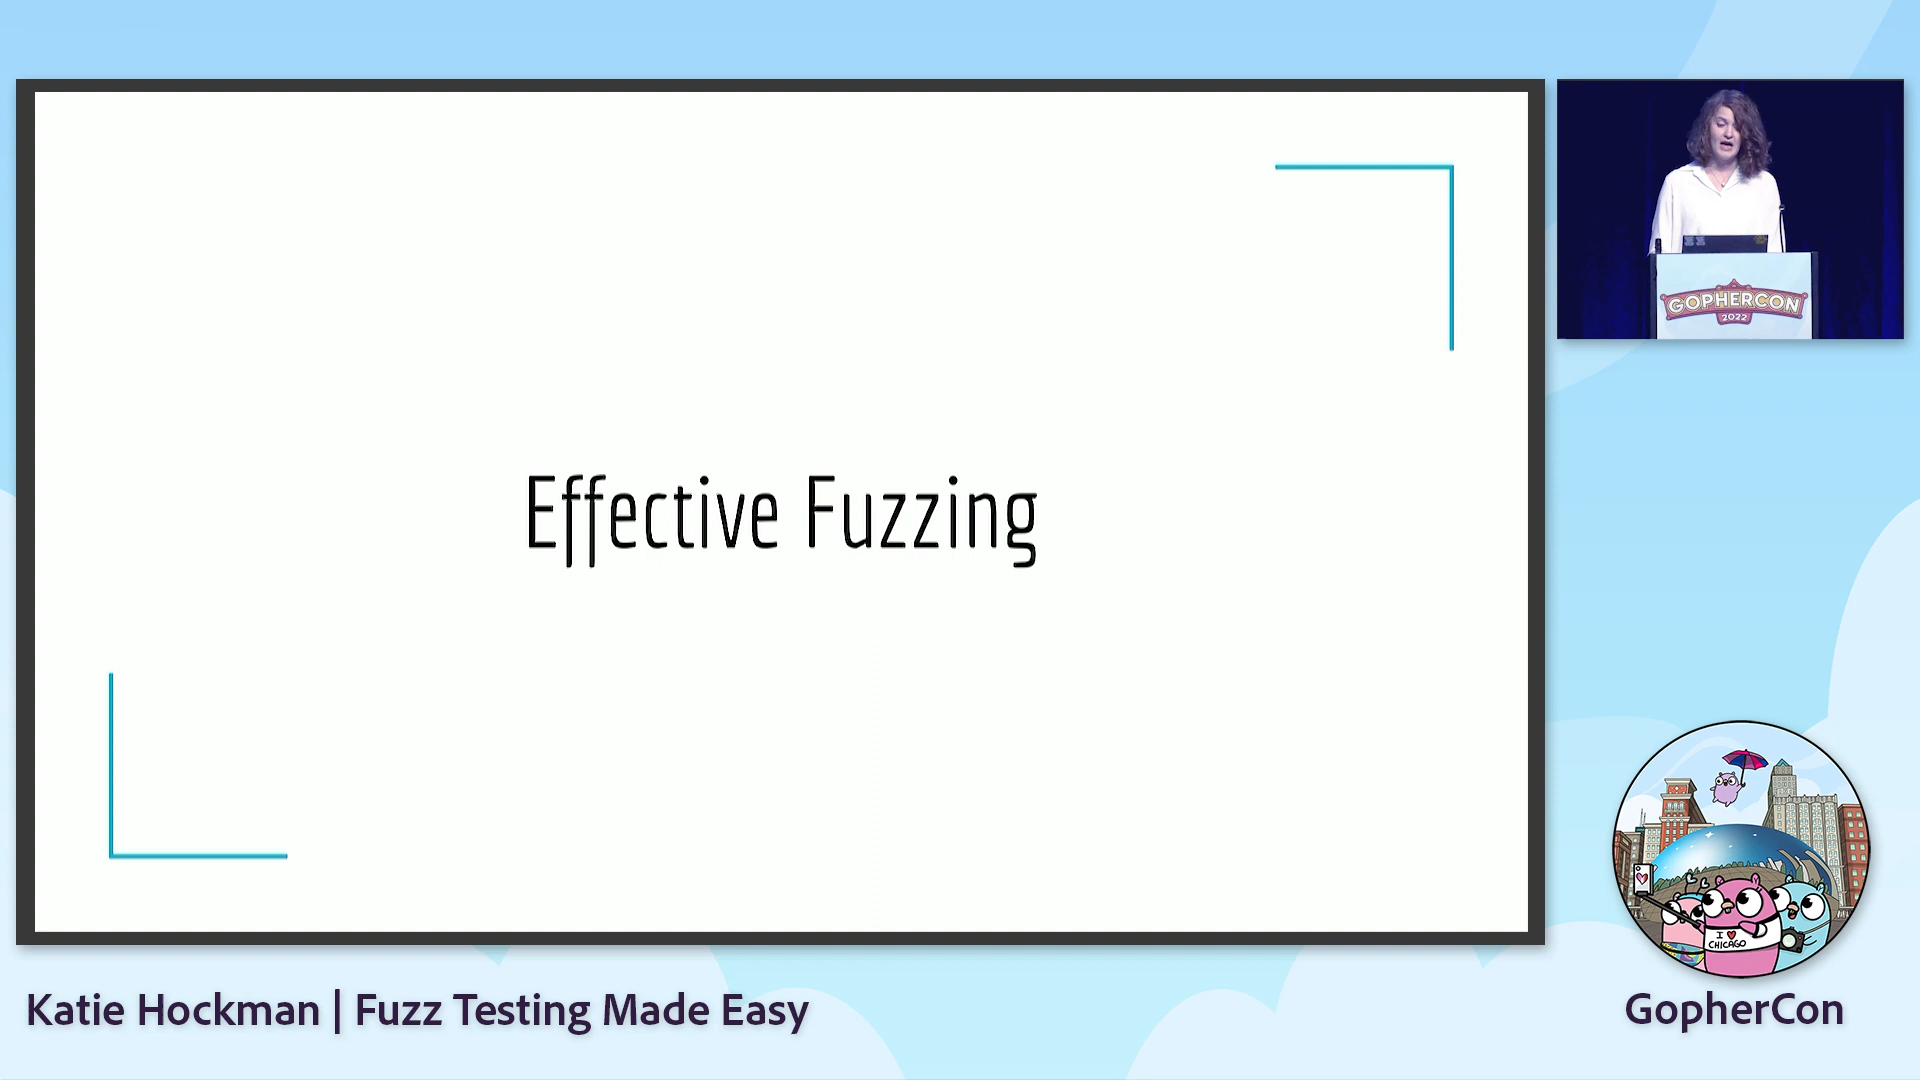 Effective Fuzzing
GOPHERCON
2022
I
CHICAGO
Katie Hockman | Fuzz Testing Made Easy
GopherCon